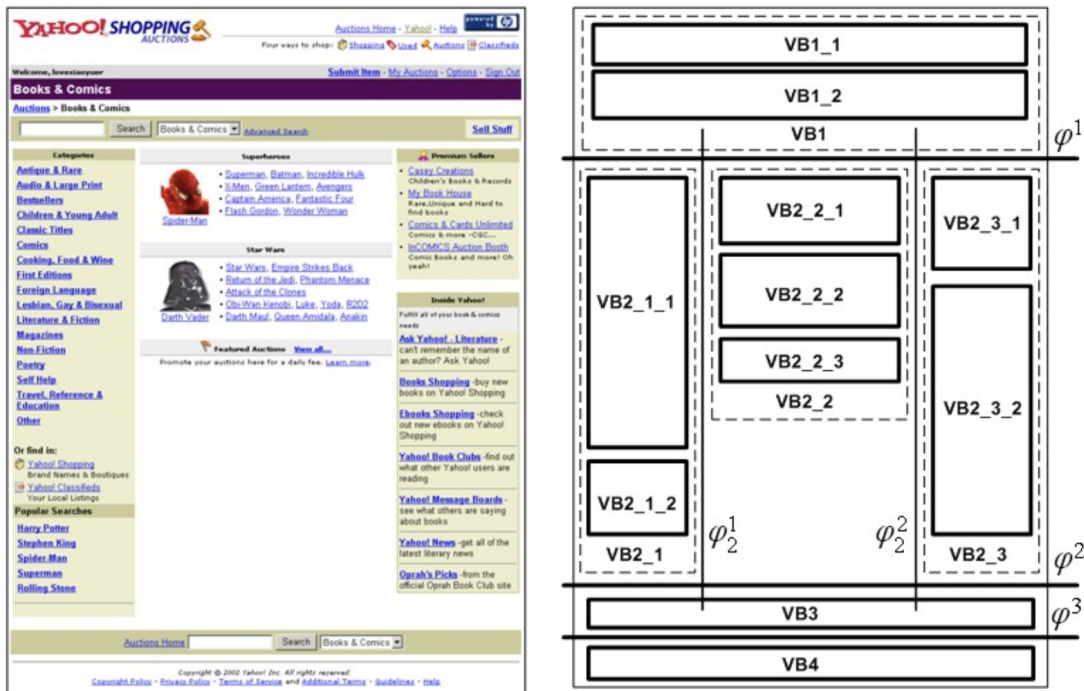 YAHOO! SHOPPING
AUCTIONS
Auctions Home - Yahoo! - Help
powered by hp
Four ways to shop: Shopping Used Auctions Classifieds
Welcome, lovexiaoyuer
Submit Item - My Auctions - Options - Sign Out
Books & Comics
Auctions > Books & Comics
Search Books & Comics Advanced Search
Sell Stuff
Categories
Antique & Rare
Audio & Large Print
Bestsellers
Children & Young Adult
Classic Titles
Comics
Cooking, Food & Wine
First Editions
Foreign Language
Lesbian, Gay & Bisexual
Literature & Fiction
Magazines
Non-Fiction
Poetry
Self Help
Travel, Reference &
Education
Other
Or find in:
Yahoo! Shopping
Brand Names & Boutiques
Yahoo! Classifieds
Your Local Listings
Popular Searches
Harry Potter
Stephen King
Spider-Man
Superman
Rolling Stone
Superheroes
Spider-Man
• Superman, Batman, Incredible Hulk
• X-Men, Green Lantern, Avengers
• Captain America, Fantastic Four
• Flash Gordon, Wonder Woman
Star Wars
Darth Vader
• Star Wars, Empire Strikes Back
• Return of the Jedi, Phantom Menace
• Attack of the Clones
• Obi-Wan Kenobi, Luke, Yoda, R2D2
• Darth Maul, Queen Amidala, Anakin
Featured Auctions View all...
Promote your auctions here for a daily fee. Learn more.
Premium Sellers
• Casey Creations
Children's Books & Records
• My Book House
Rare,Unique and Hard to
find books
• Comics & Cards Unlimited
Comics & more -CGC...
• InCOMICS Auction Booth
Comic Books and more! Oh
yeah!
Inside Yahoo!
Fulfill all of your book & comics
needs
Ask Yahoo! - Literature -
can't remember the name of
an author? Ask Yahoo!
Books Shopping -buy new
books on Yahoo! Shopping
Ebooks Shopping -check
out new ebooks on Yahoo!
Shopping
Yahoo! Book Clubs -find out
what other Yahoo! users are
reading
Yahoo! Message Boards -
see what others are saying
about books
Yahoo! News -get all of the
latest literary news
Oprah's Picks -from the
official Oprah Book Club site
Auctions Home Search Books & Comics
Copyright © 2002 Yahoo! Inc. All rights reserved.
Copyright Policy - Privacy Policy - Terms of Service and Additional Terms - Guidelines - Help
VB1_1
VB1_2
VB1
φ¹
VB2_1_1
VB2_1_2
VB2_1
φ₂¹
VB2_2_1
VB2_2_2
VB2_2_3
VB2_2
φ₂²
VB2_3_1
VB2_3_2
VB2_3
φ²
VB3
φ³
VB4